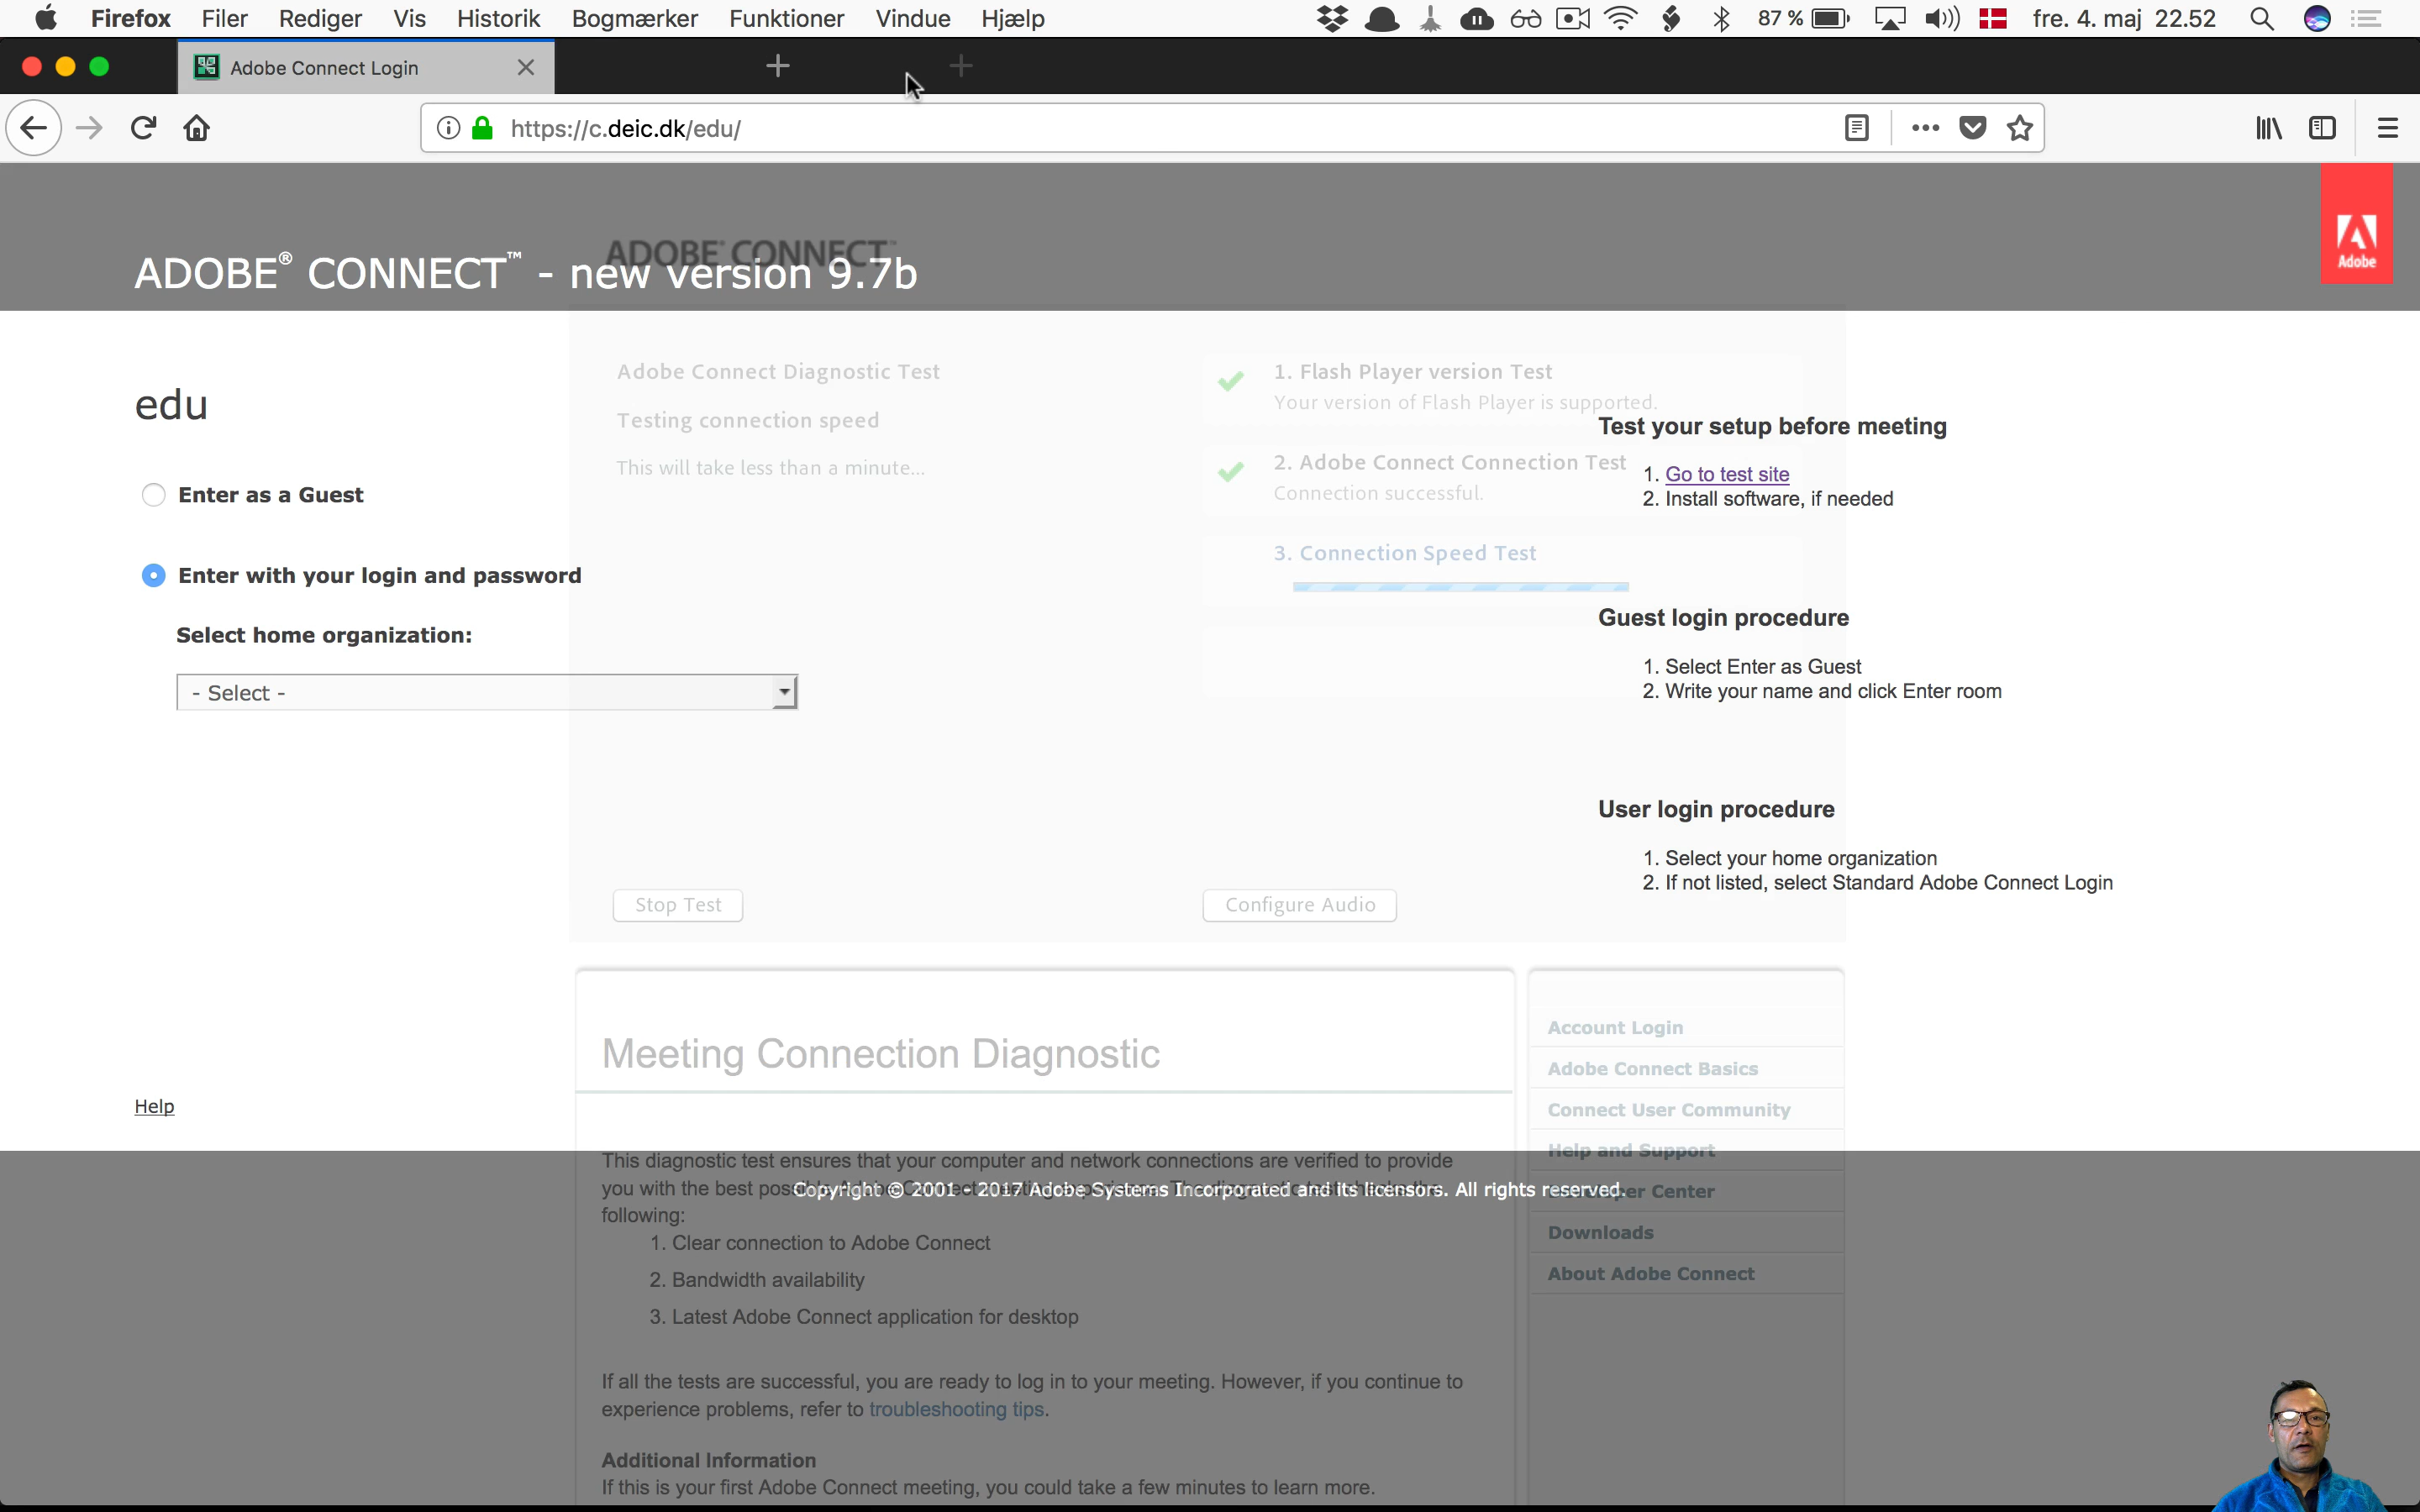 Firefox Filer Rediger Vis Historik Bogmærker Funktioner Vindue Hjælp 87 % fre. 4. maj 22.52
Adobe Connect Login
https://c.deic.dk/edu/
ADOBE® CONNECT™
ADOBE® CONNECT™ - new version 9.7b
Adobe
edu
Enter as a Guest
Enter with your login and password
Select home organization:
- Select -
Help
Adobe Connect Diagnostic Test
Testing connection speed
This will take less than a minute...
1. Flash Player version Test
Your version of Flash Player is supported.
2. Adobe Connect Connection Test
Connection successful.
3. Connection Speed Test
Stop Test
Configure Audio
Test your setup before meeting
1. Go to test site
2. Install software, if needed
Guest login procedure
1. Select Enter as Guest
2. Write your name and click Enter room
User login procedure
1. Select your home organization
2. If not listed, select Standard Adobe Connect Login
Meeting Connection Diagnostic
This diagnostic test ensures that your computer and network connections are verified to provide
you with the best
Copyright © 2001 - 2017 Adobe Systems Incorporated and its licensors. All rights reserved.
following:
1. Clear connection to Adobe Connect
2. Bandwidth availability
3. Latest Adobe Connect application for desktop
If all the tests are successful, you are ready to log in to your meeting. However, if you continue to
experience problems, refer to troubleshooting tips.
Additional Information
If this is your first Adobe Connect meeting, you could take a few minutes to learn more.
Account Login
Adobe Connect Basics
Connect User Community
Help and Support
Center
Downloads
About Adobe Connect